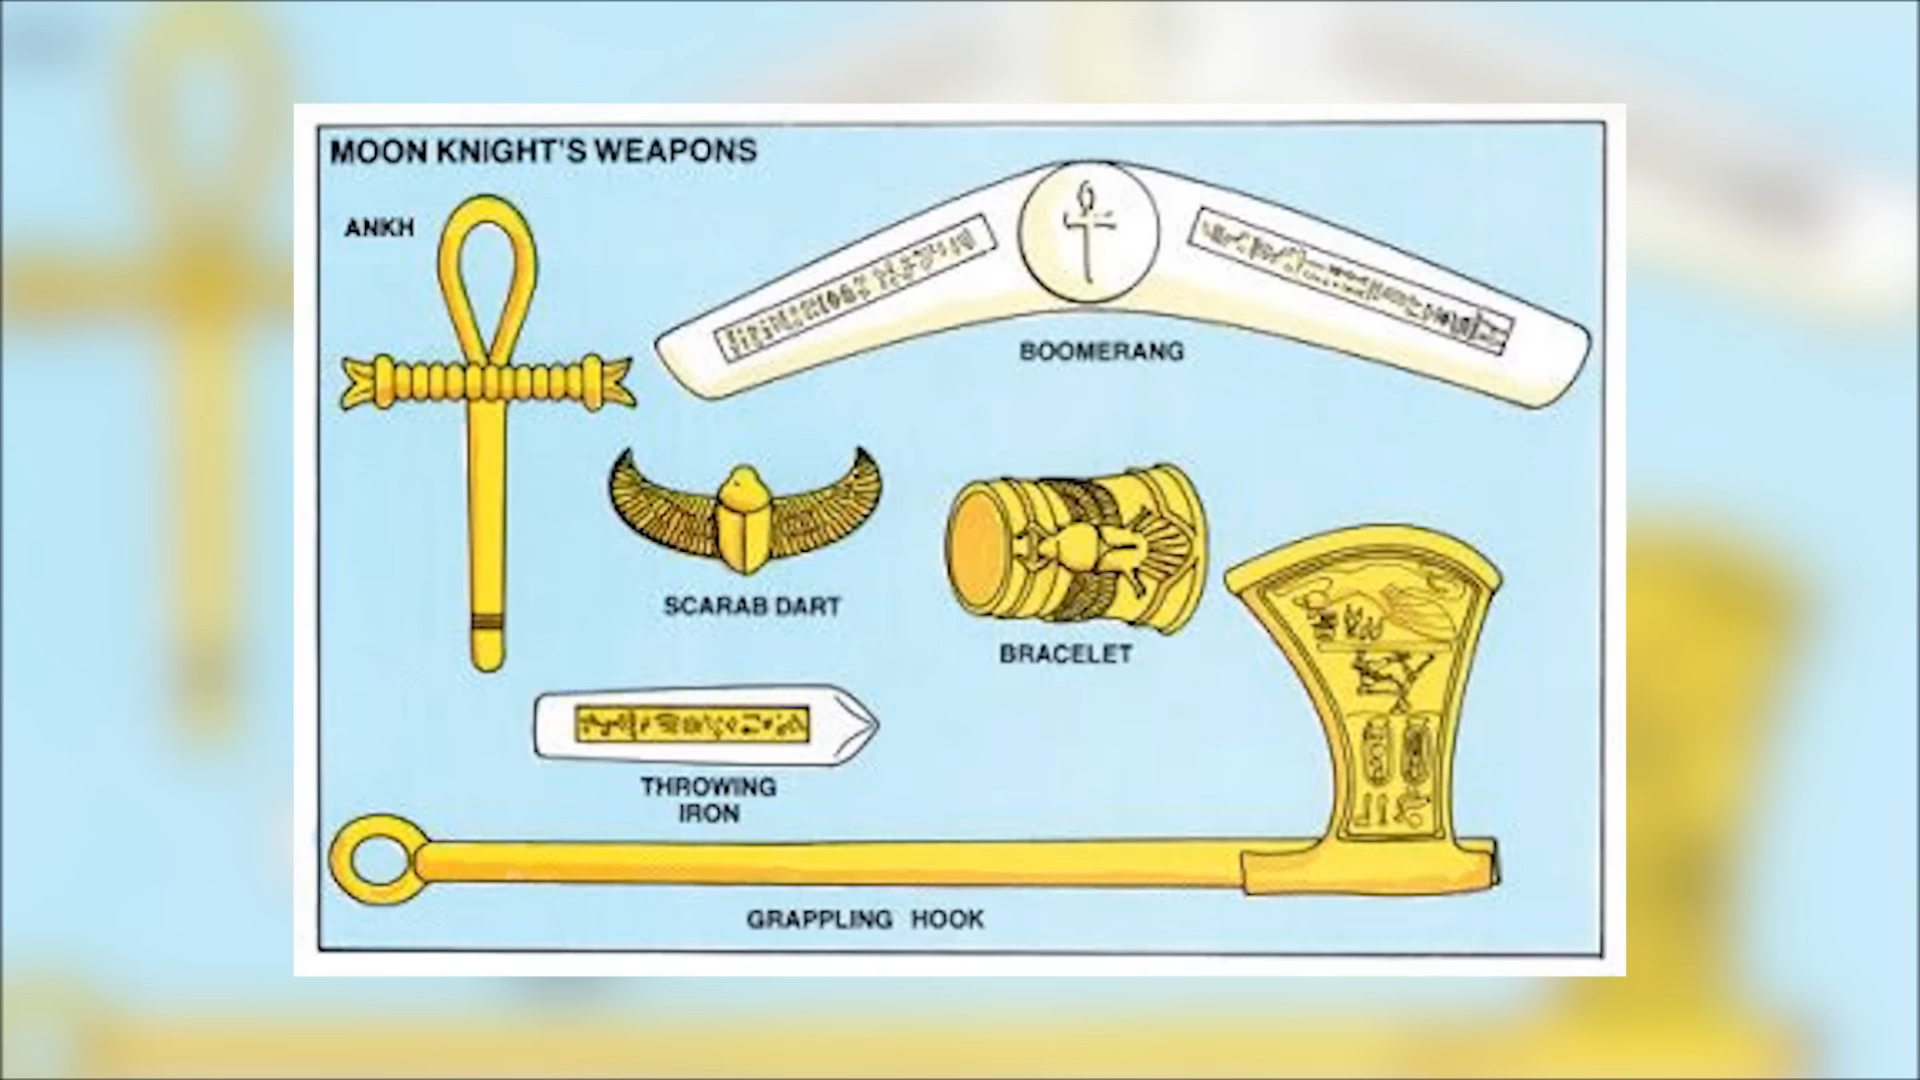 MOON KNIGHT'S WEAPONS
ANKH
BOOMERANG
SCARAB DART
BRACELET
THROWING
IRON
GRAPPLING HOOK